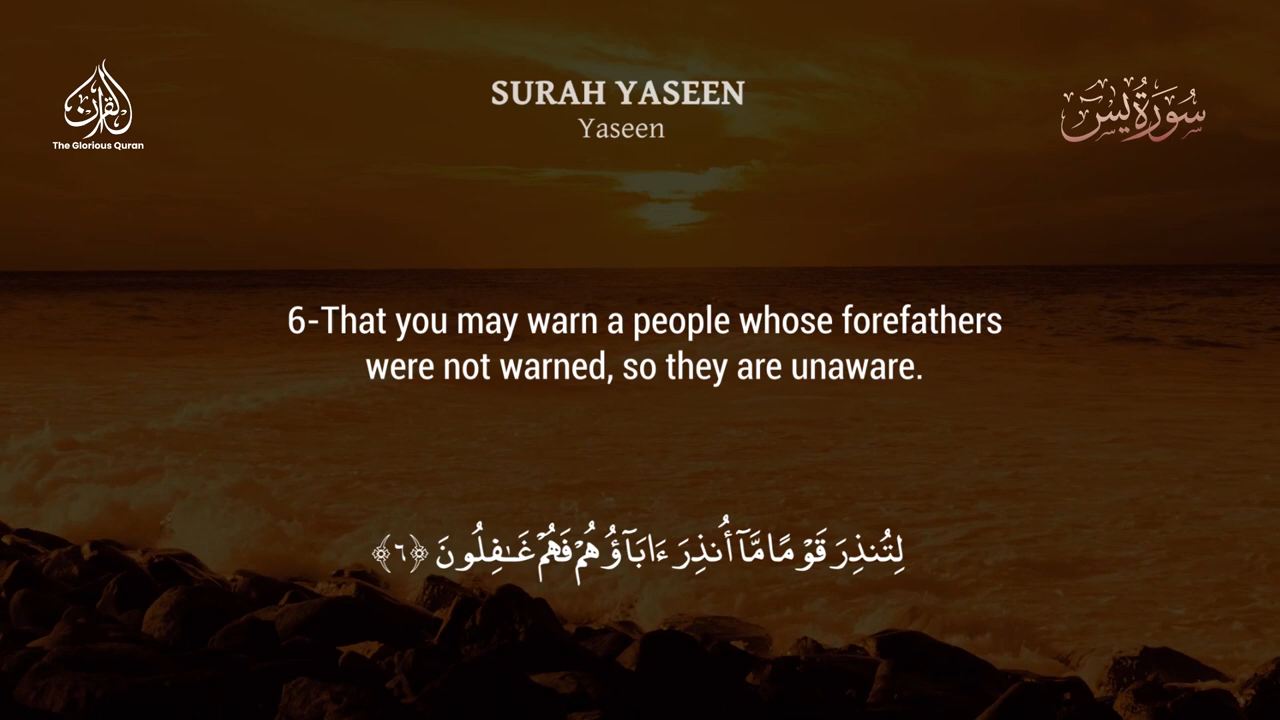 القرآن
The Glorious Quran
SURAH YASEEN
Yaseen
سُورَةُ يس
6-That you may warn a people whose forefathers
were not warned, so they are unaware.
لِتُنذِرَ قَوْمًا مَّآ أُنذِرَ ءَابَآؤُهُمْ فَهُمْ غَـٰفِلُونَ ﴿٦﴾